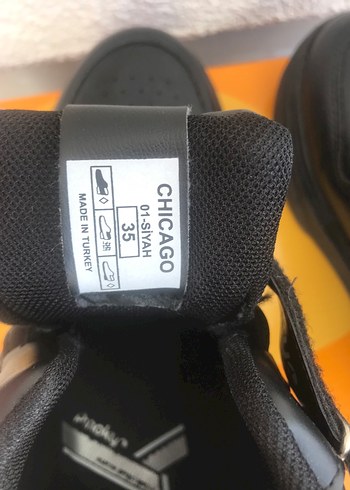 CHICAGO
01-SİYAH
35
MADE IN TURKEY